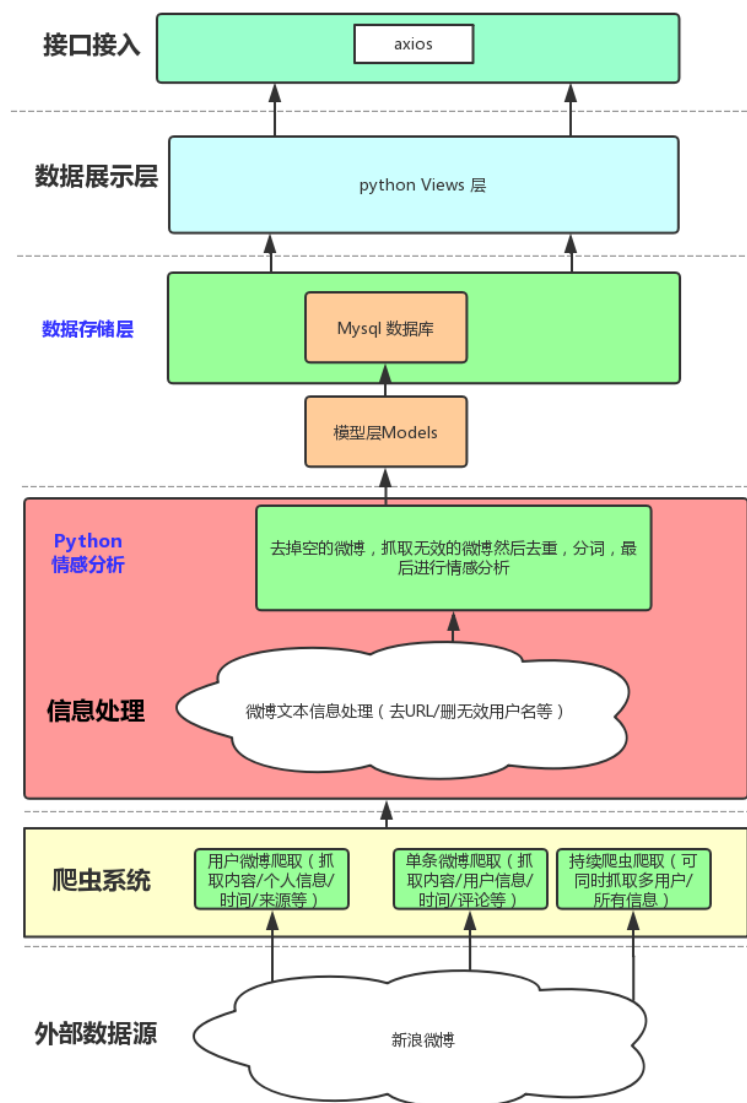 接口接入
axios
数据展示层
python Views 层
数据存储层
Mysql 数据库
模型层Models
Python
情感分析
去掉空的微博，抓取无效的微博然后去重，分词，最
后进行情感分析
信息处理
微博文本信息处理（去URL/删无效用户名等）
爬虫系统
用户微博爬取（抓
取内容/个人信息/
时间/来源等）
单条微博爬取（抓
取内容/用户信息/
时间/评论等）
持续爬虫爬取（可
同时抓取多用户/
所有信息）
外部数据源
新浪微博